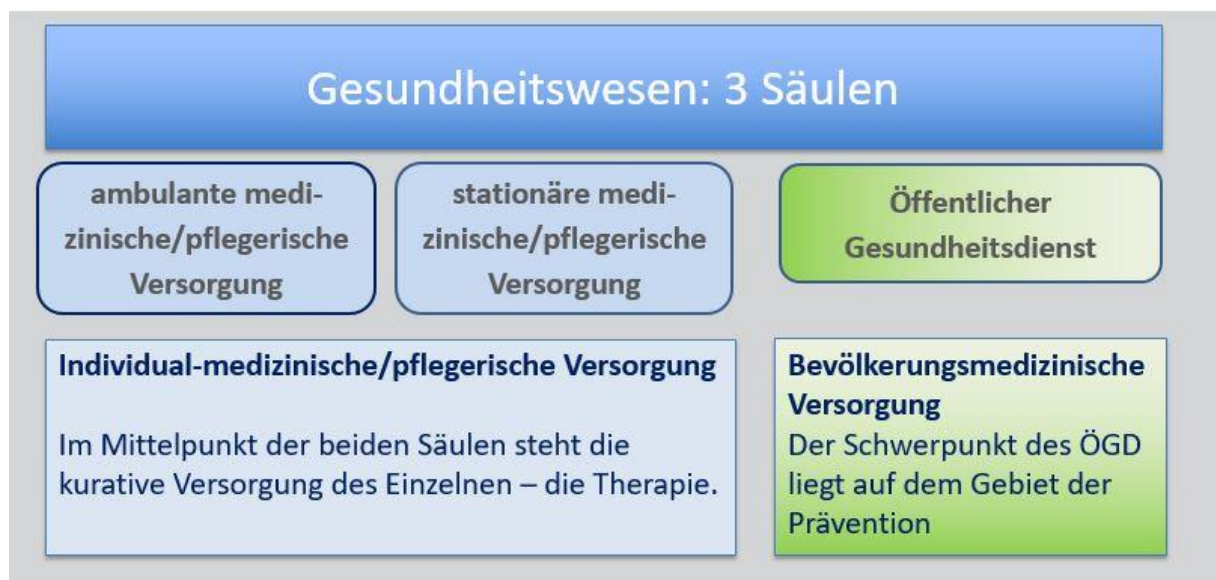 Gesundheitswesen: 3 Säulen
ambulante medi-
zinische/pflegerische
Versorgung
stationäre medi-
zinische/pflegerische
Versorgung
Öffentlicher
Gesundheitsdienst
Individual-medizinische/pflegerische Versorgung
Im Mittelpunkt der beiden Säulen steht die
kurative Versorgung des Einzelnen – die Therapie.
Bevölkerungsmedizinische
Versorgung
Der Schwerpunkt des ÖGD
liegt auf dem Gebiet der
Prävention